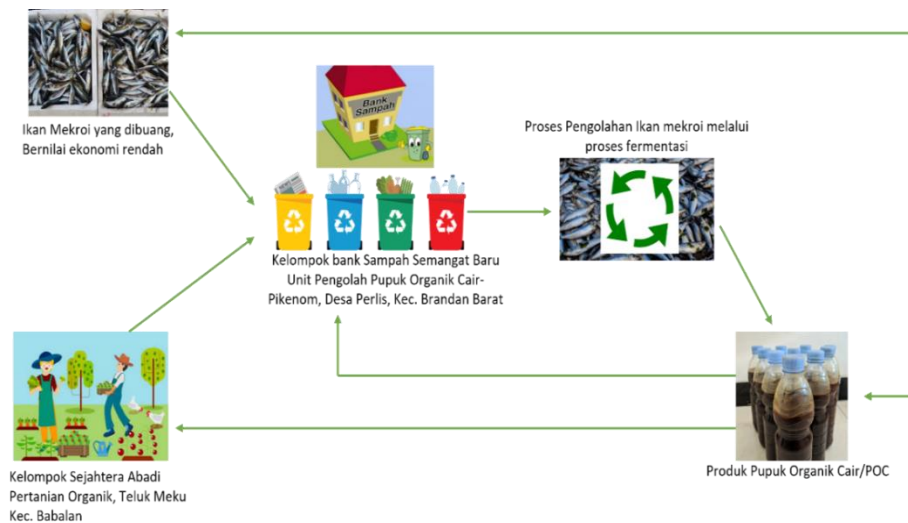 Ikan Mekroi yang dibuang,
Bernilai ekonomi rendah
Bank
Sampah
Kelompok bank Sampah Semangat Baru
Unit Pengolah Pupuk Organik Cair-
Pikenom, Desa Perlis, Kec. Brandan Barat
Proses Pengolahan Ikan mekroi melalui
proses fermentasi
Kelompok Sejahtera Abadi
Pertanian Organik, Teluk Meku
Kec. Babalan
Produk Pupuk Organik Cair/POC